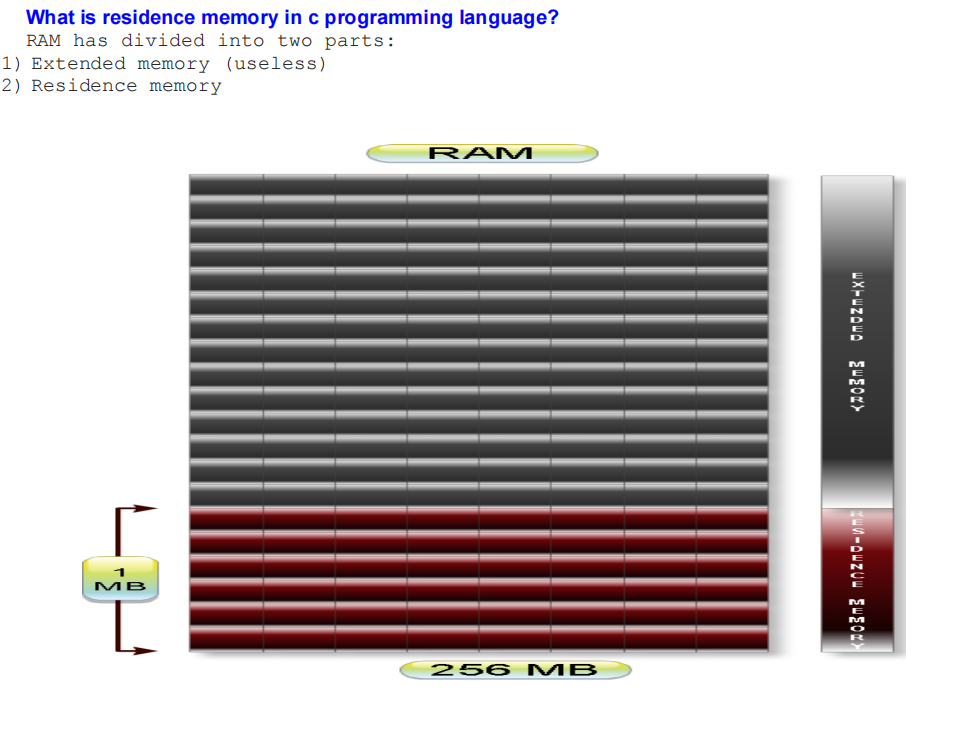 What is residence memory in c programming language?
RAM has divided into two parts:
1) Extended memory (useless)
2) Residence memory
RAM
EXTENDED MEMORY
1
MB
RESIDENCE MEMORY
256 MB